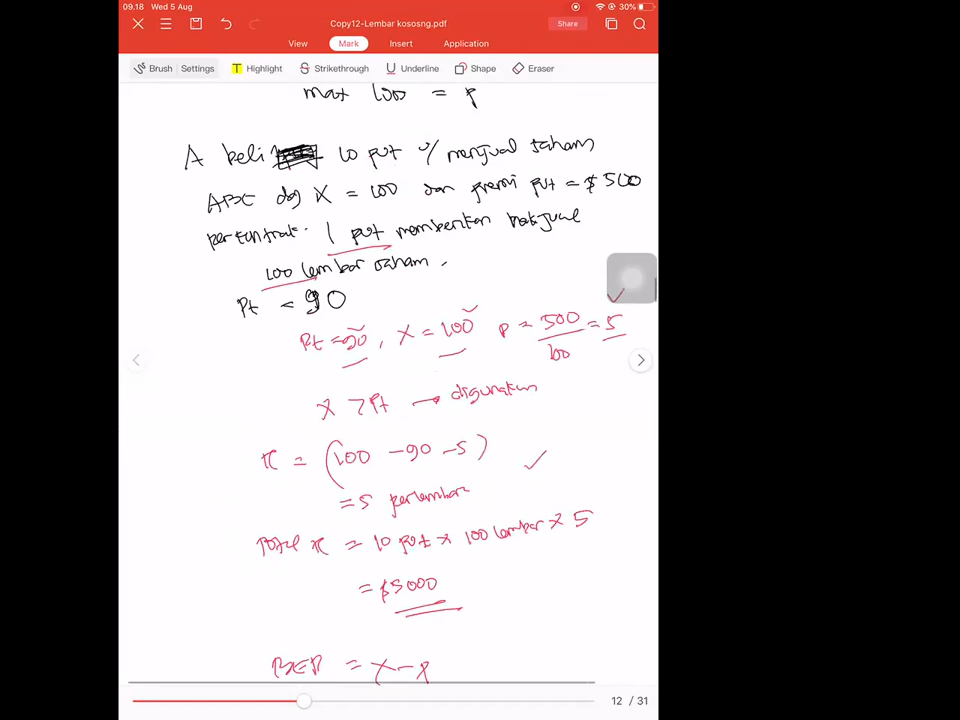 09.18 Wed 5 Aug
30%
Copy12-Lembar kososng.pdf
Share
View Mark Insert Application
Brush Settings Highlight Strikethrough Underline Shape Eraser
max loss = p
A beli 10 put u/ menjual saham
ABC dg X = 100 dan premi put = $500
per kontrak. 1 put memberikan hak jual
100 lembar saham.
Pt = 90
Pt = 90, X = 100 P = 500/100 = 5
X > Pt → digunakan
π = (100 - 90 - 5)
= 5 perlembar
Total π = 10 put x 100 lembar x 5
= $5000
BEP = X - P
12 / 31